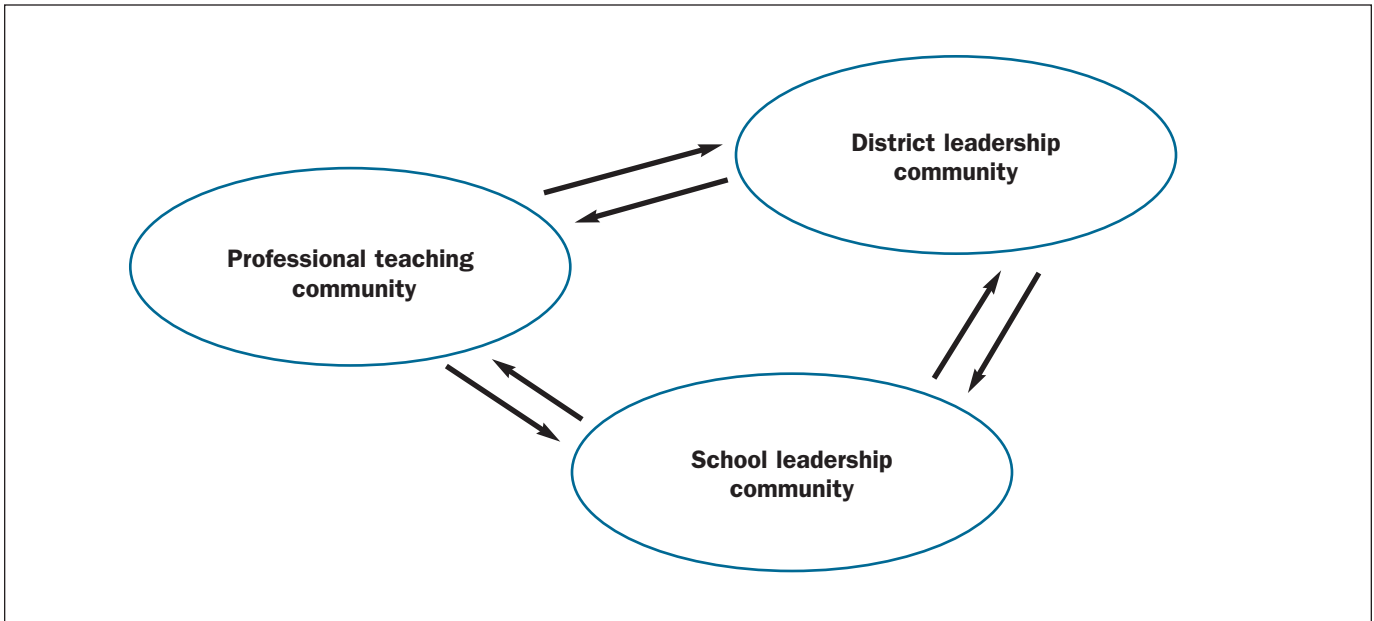 District leadership
community
Professional teaching
community
School leadership
community